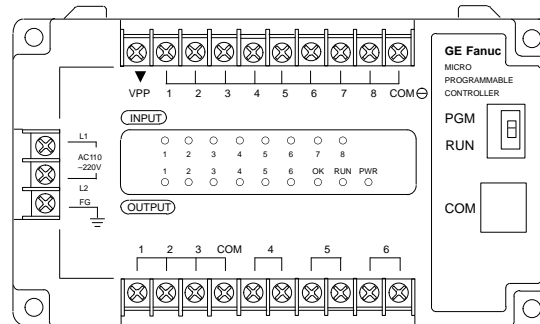 GE Fanuc
MICRO
PROGRAMMABLE
CONTROLLER
PGM
RUN
COM
VPP 1 2 3 4 5 6 7 8 COM
INPUT
1 2 3 4 5 6 7 8
1 2 3 4 5 6 OK RUN PWR
OUTPUT
L1
AC110
~220V
L2
FG
1 2 3 COM 4 5 6